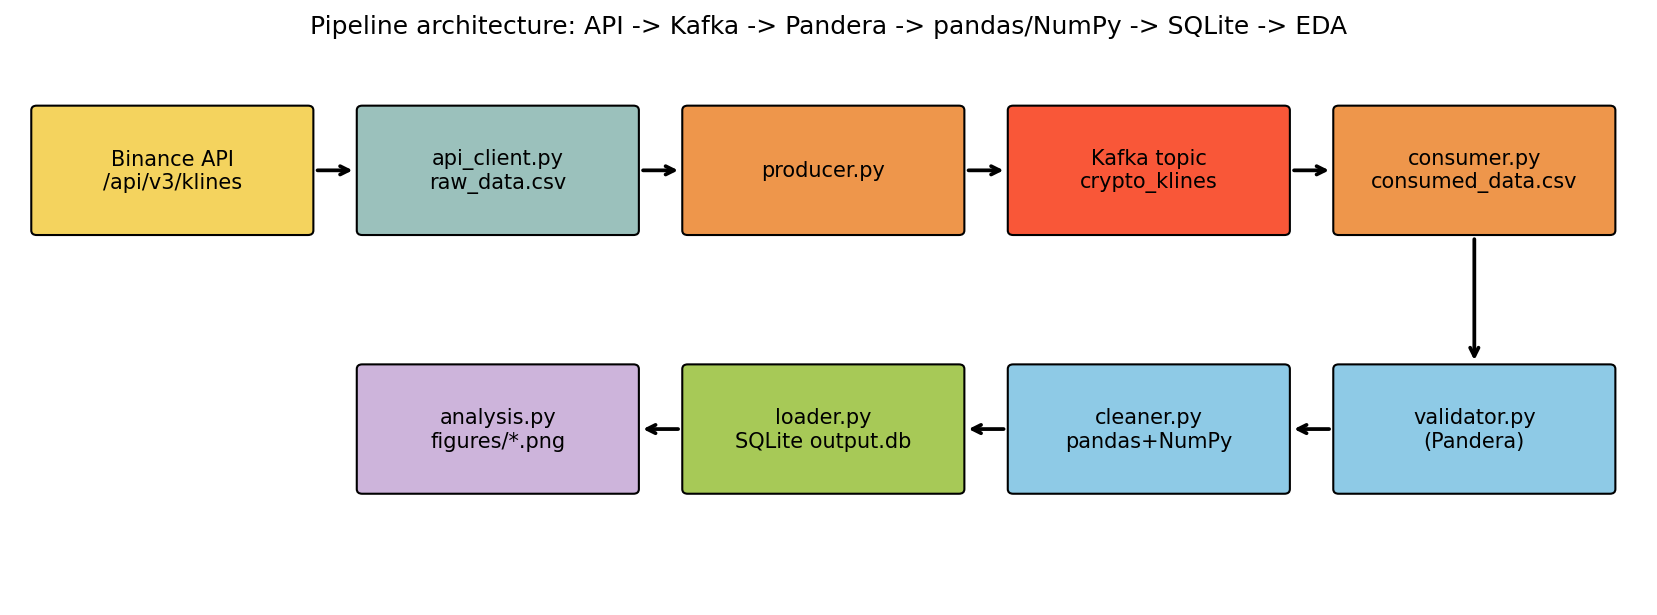 Pipeline architecture: API -> Kafka -> Pandera -> pandas/NumPy -> SQLite -> EDA
Binance API
/api/v3/klines
api_client.py
raw_data.csv
producer.py
Kafka topic
crypto_klines
consumer.py
consumed_data.csv
analysis.py
figures/*.png
loader.py
SQLite output.db
cleaner.py
pandas+NumPy
validator.py
(Pandera)